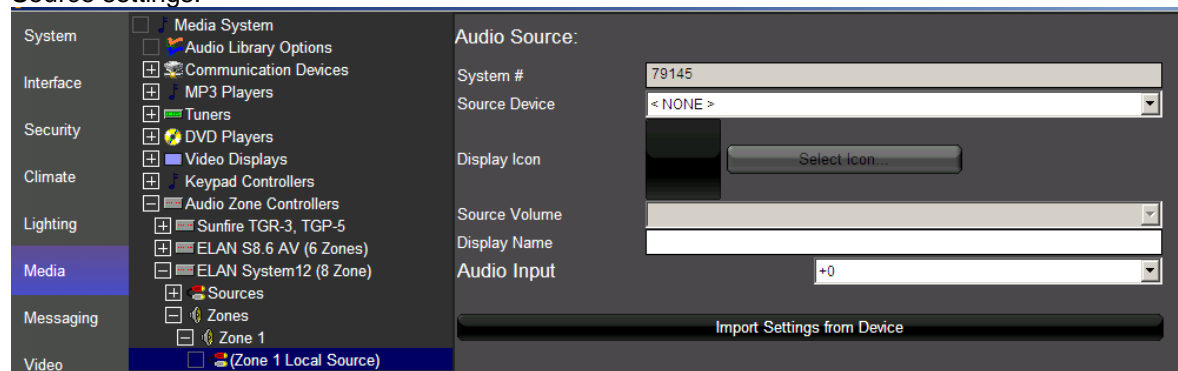 Source settings.
System
Interface
Security
Climate
Lighting
Media
Messaging
Video
Media System
Audio Library Options
Communication Devices
MP3 Players
Tuners
DVD Players
Video Displays
Keypad Controllers
Audio Zone Controllers
Sunfire TGR-3, TGP-5
ELAN S8.6 AV (6 Zones)
ELAN System12 (8 Zone)
Sources
Zones
Zone 1
(Zone 1 Local Source)
Audio Source:
System # 79145
Source Device < NONE >
Display Icon Select Icon...
Source Volume
Display Name
Audio Input +0
Import Settings from Device